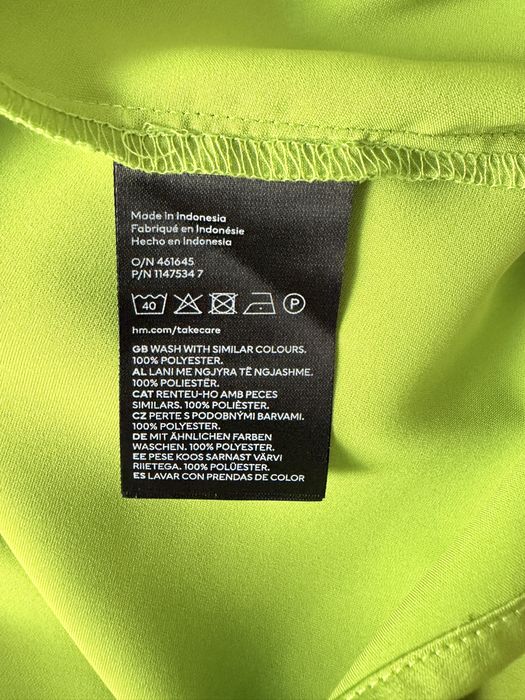 Made in Indonesia
Fabriqué en Indonésie
Hecho en Indonesia
O/N 461645
P/N 1147534 7
40 P
hm.com/takecare
GB WASH WITH SIMILAR COLOURS.
100% POLYESTER.
AL LANI ME NGJYRA TË NGJASHME.
100% POLIESTËR.
CAT RENTEU-HO AMB PECES
SIMILARS. 100% POLIÈSTER.
CZ PERTE S PODOBNÝMI BARVAMI.
100% POLYESTER.
DE MIT ÄHNLICHEN FARBEN
WASCHEN. 100% POLYESTER.
EE PESE KOOS SARNAST VÄRVI
RIIETEGA. 100% POLÜESTER.
ES LAVAR CON PRENDAS DE COLOR